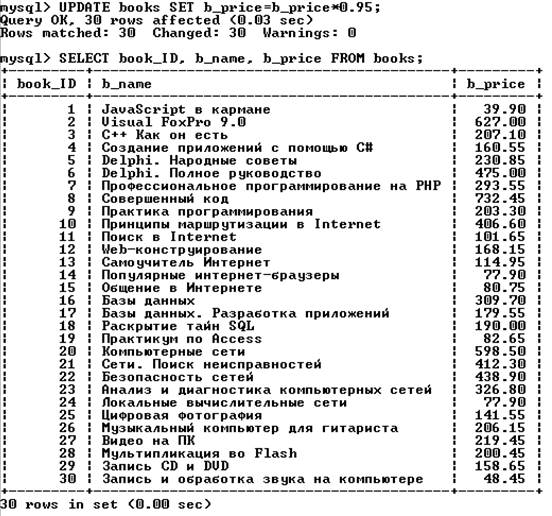 mysql> UPDATE books SET b_price=b_price*0.95;
Query OK, 30 rows affected (0.03 sec)
Rows matched: 30  Changed: 30  Warnings: 0
mysql> SELECT book_ID, b_name, b_price FROM books;
| book_ID | b_name | b_price |
| 1 | JavaScript в кармане | 39.90 |
| 2 | Visual FoxPro 9.0 | 627.00 |
| 3 | C++ Как он есть | 207.10 |
| 4 | Создание приложений с помощью C# | 160.55 |
| 5 | Delphi. Народные советы | 230.85 |
| 6 | Delphi. Полное руководство | 475.00 |
| 7 | Профессиональное программирование на PHP | 293.55 |
| 8 | Совершенный код | 732.45 |
| 9 | Практика программирования | 203.30 |
| 10 | Принципы маршрутизации в Internet | 406.60 |
| 11 | Поиск в Internet | 101.65 |
| 12 | Web-конструирование | 168.15 |
| 13 | Самоучитель Интернет | 114.95 |
| 14 | Популярные интернет-браузеры | 77.90 |
| 15 | Общение в Интернете | 80.75 |
| 16 | Базы данных | 309.70 |
| 17 | Базы данных. Разработка приложений | 179.55 |
| 18 | Раскрытие тайн SQL | 190.00 |
| 19 | Практикум по Access | 82.65 |
| 20 | Компьютерные сети | 598.50 |
| 21 | Сети. Поиск неисправностей | 412.30 |
| 22 | Безопасность сетей | 438.90 |
| 23 | Анализ и диагностика компьютерных сетей | 326.80 |
| 24 | Локальные вычислительные сети | 77.90 |
| 25 | Цифровая фотография | 141.55 |
| 26 | Музыкальный компьютер для гитариста | 206.15 |
| 27 | Видео на ПК | 219.45 |
| 28 | Мультипликация во Flash | 200.45 |
| 29 | Запись CD и DVD | 158.65 |
| 30 | Запись и обработка звука на компьютере | 48.45 |
30 rows in set (0.00 sec)